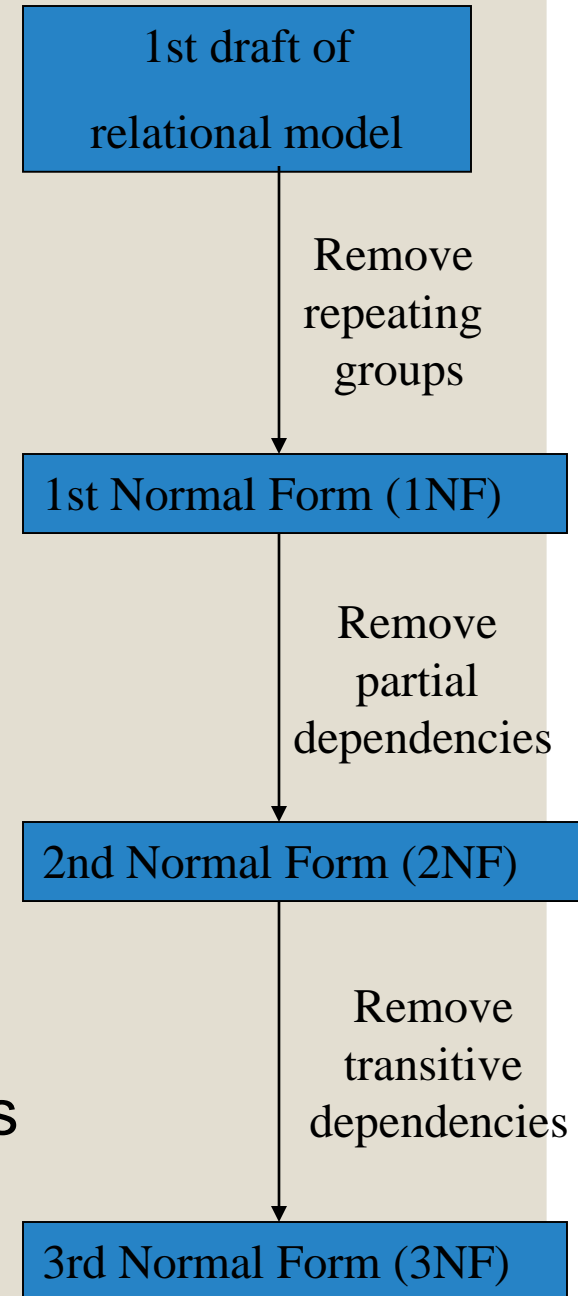 1st draft of
relational model
Remove
repeating
groups
1st Normal Form (1NF)
Remove
partial
dependencies
2nd Normal Form (2NF)
Remove
transitive
dependencies
s
3rd Normal Form (3NF)